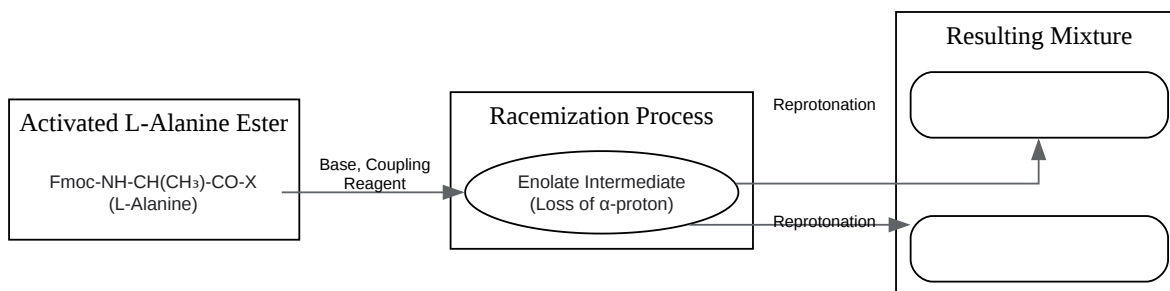 Activated L-Alanine Ester
Fmoc-NH-CH(CH₃)-CO-X
(L-Alanine)
Base, Coupling
Reagent
Racemization Process
Enolate Intermediate
(Loss of α-proton)
Reprotonation
Reprotonation
Resulting Mixture